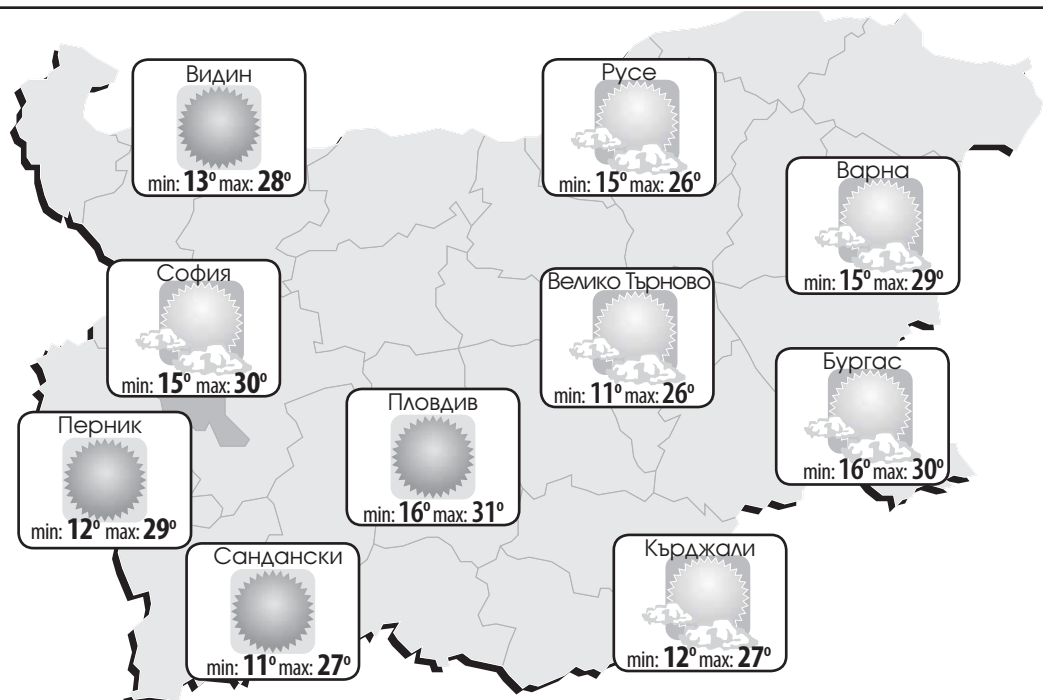 Видин
min: 13° max: 28°
Русе
min: 15° max: 26°
Варна
min: 15° max: 29°
София
min: 15° max: 30°
Велико Търново
min: 11° max: 26°
Бургас
min: 16° max: 30°
Пловдив
min: 16° max: 31°
Перник
min: 12° max: 29°
Сандански
min: 11° max: 27°
Кърджали
min: 12° max: 27°